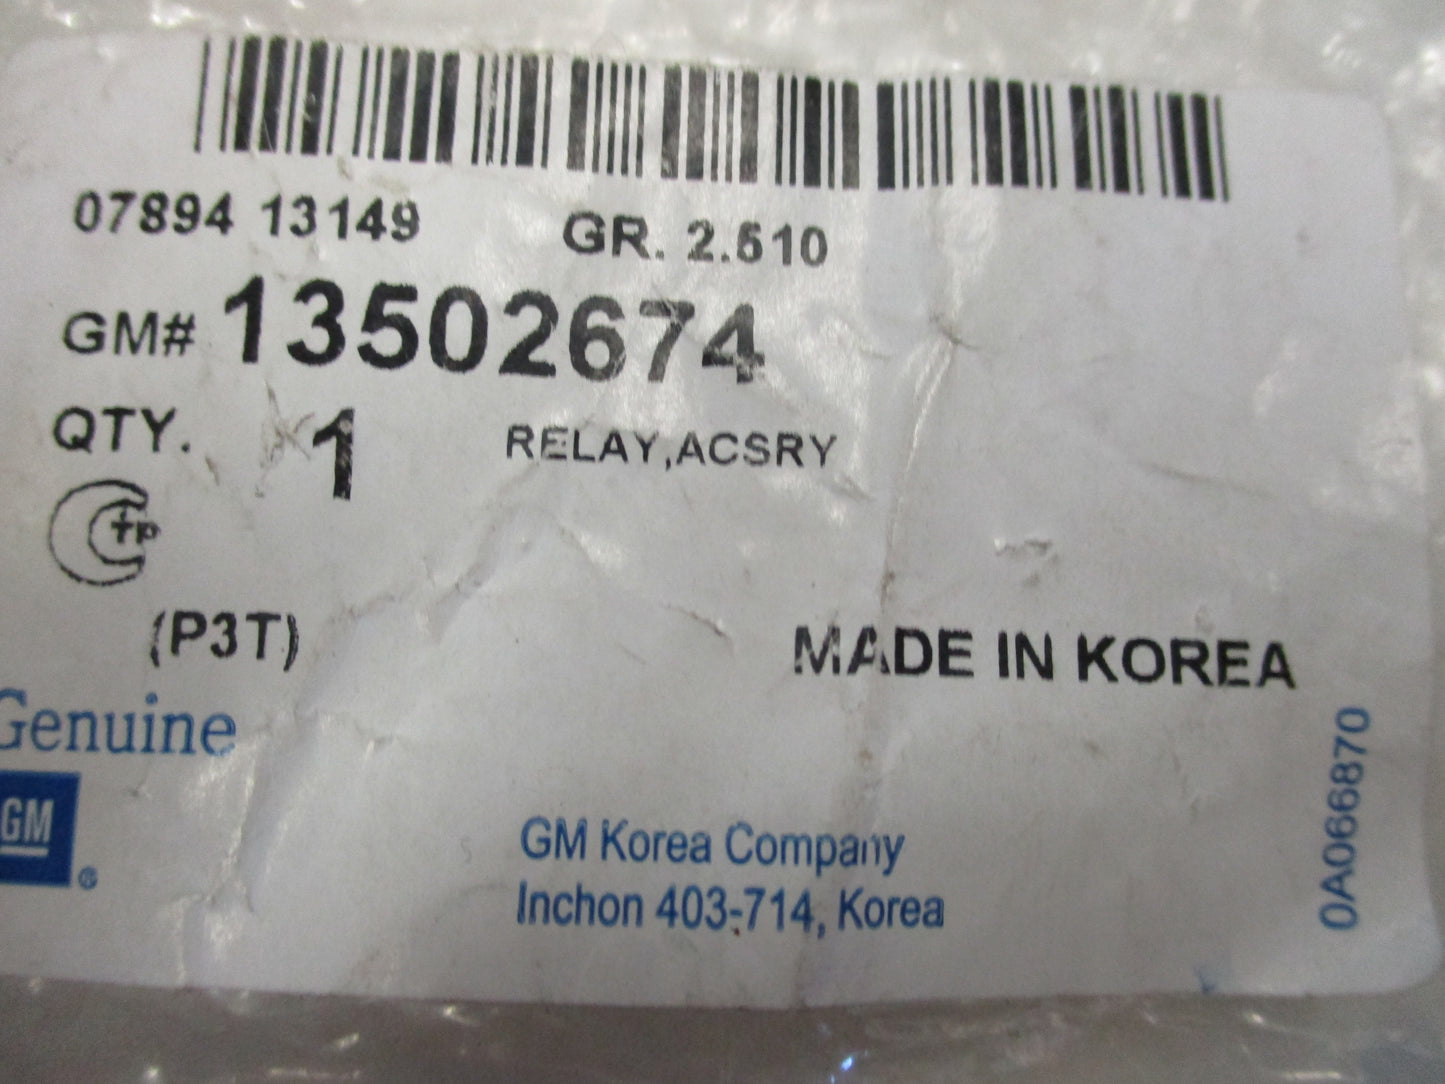 07894 13149 GR. 2.510
GM# 13502674
QTY. 1 RELAY,ACSRY
(P3T)
MADE IN KOREA
Genuine
GM ®
GM Korea Company
Inchon 403-714, Korea
0A066870